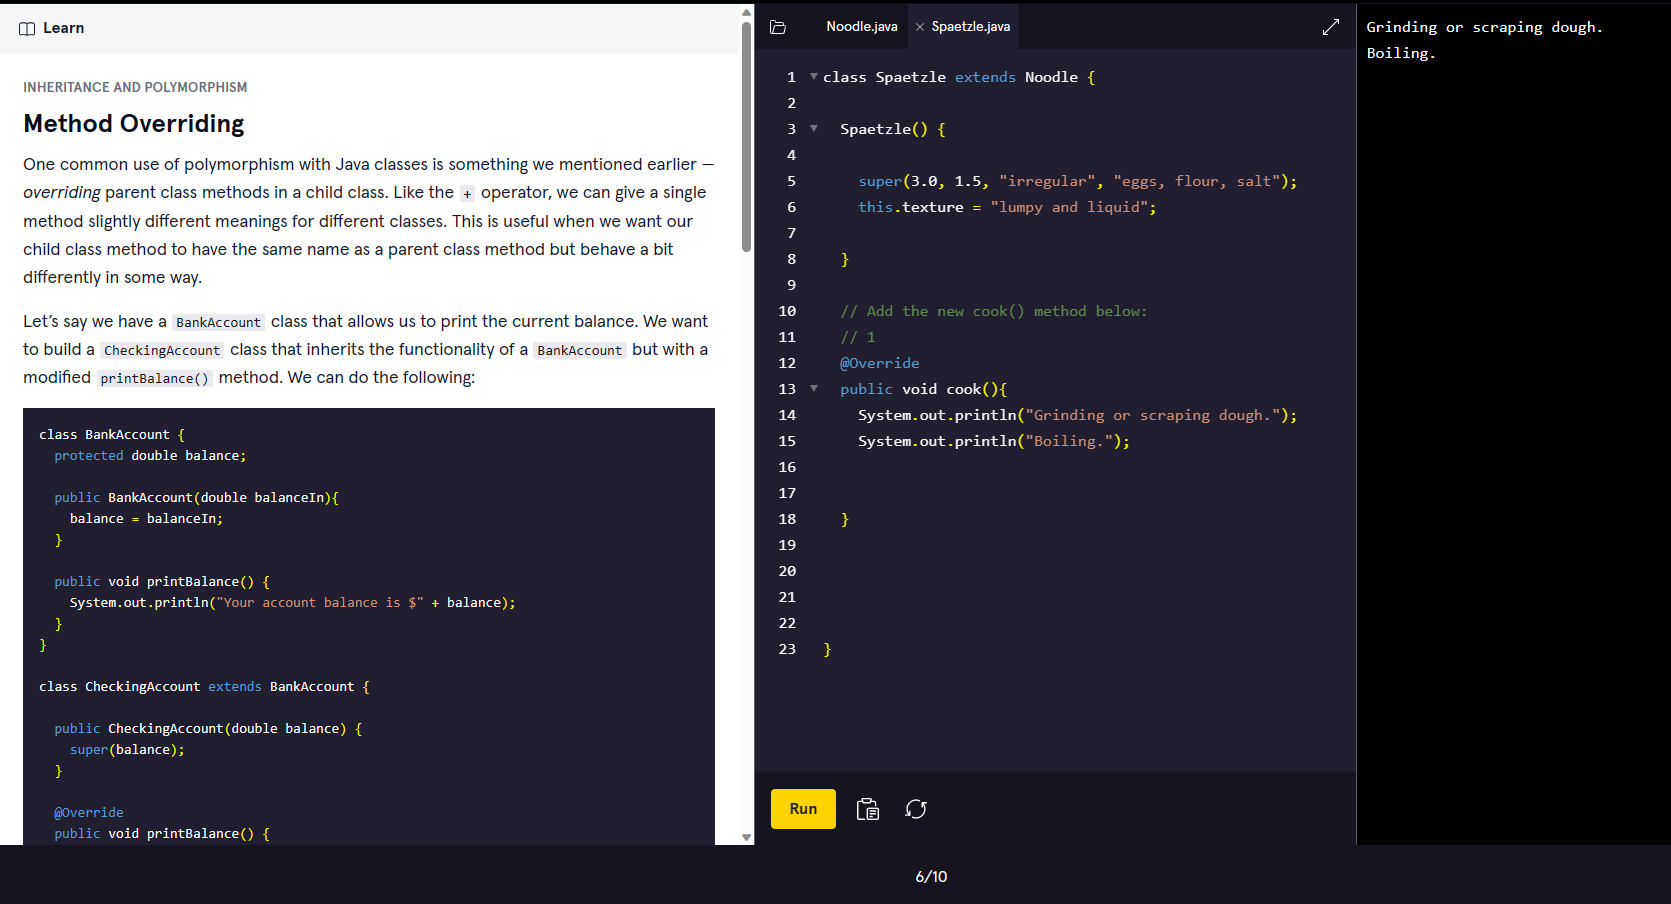 Learn
INHERITANCE AND POLYMORPHISM
Method Overriding
One common use of polymorphism with Java classes is something we mentioned earlier —
overriding parent class methods in a child class. Like the + operator, we can give a single
method slightly different meanings for different classes. This is useful when we want our
child class method to have the same name as a parent class method but behave a bit
differently in some way.
Let’s say we have a BankAccount class that allows us to print the current balance. We want
to build a CheckingAccount class that inherits the functionality of a BankAccount but with a
modified printBalance() method. We can do the following:
class BankAccount {
  protected double balance;
  public BankAccount(double balanceIn){
    balance = balanceIn;
  }
  public void printBalance() {
    System.out.println("Your account balance is $" + balance);
  }
}
class CheckingAccount extends BankAccount {
  public CheckingAccount(double balance) {
    super(balance);
  }
  @Override
  public void printBalance() {
Noodle.java × Spaetzle.java
1 class Spaetzle extends Noodle {
2
3   Spaetzle() {
4
5     super(3.0, 1.5, "irregular", "eggs, flour, salt");
6     this.texture = "lumpy and liquid";
7
8   }
9
10   // Add the new cook() method below:
11   // 1
12   @Override
13   public void cook(){
14     System.out.println("Grinding or scraping dough.");
15     System.out.println("Boiling.");
16
17
18   }
19
20
21
22
23 }
Run
Grinding or scraping dough.
Boiling.
6/10